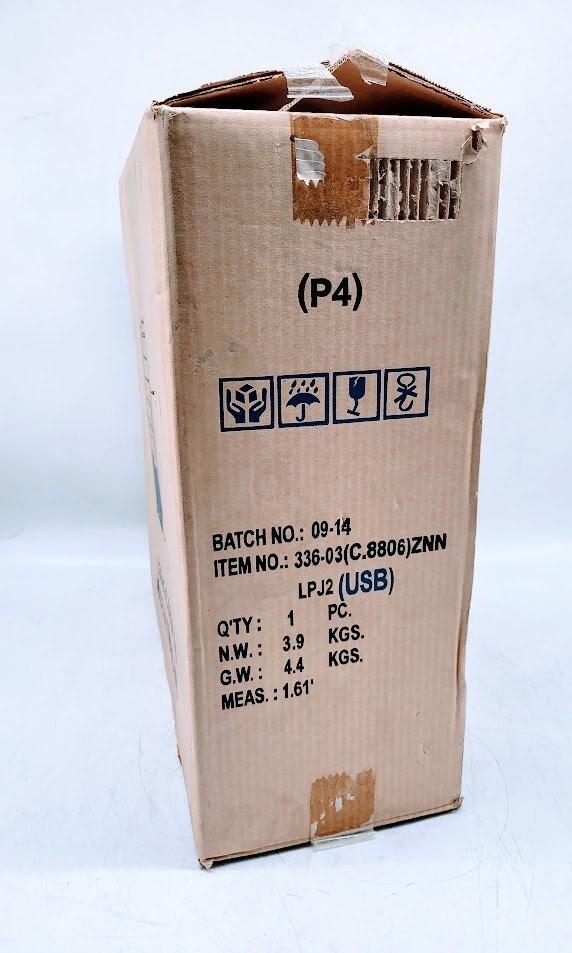 (P4)
BATCH NO.: 09-14
ITEM NO.: 336-03(C.8806)ZNN
LPJ2 (USB)
Q'TY : 1 PC.
N.W. : 3.9 KGS.
G.W. : 4.4 KGS.
MEAS. : 1.61'